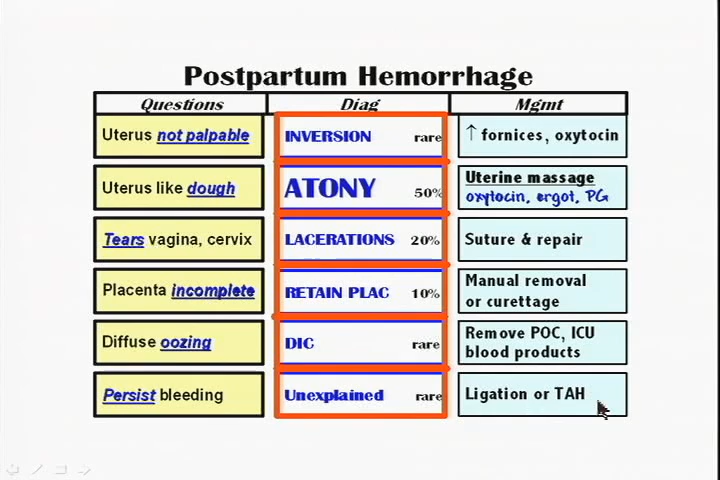 Postpartum Hemorrhage
Questions Diag Mgmt
Uterus not palpable INVERSION rare ↑ fornices, oxytocin
Uterus like dough ATONY 50% Uterine massage
oxytocin, ergot, PG
Tears vagina, cervix LACERATIONS 20% Suture & repair
Placenta incomplete RETAIN PLAC 10% Manual removal
or curettage
Diffuse oozing DIC rare Remove POC, ICU
blood products
Persist bleeding Unexplained rare Ligation or TAH